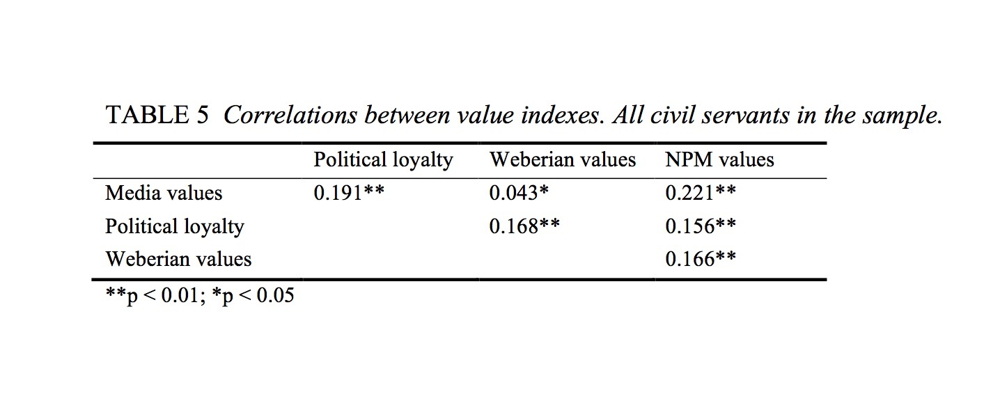 TABLE 5 Correlations between value indexes. All civil servants in the sample.
Political loyalty Weberian values NPM values
Media values 0.191** 0.043* 0.221**
Political loyalty 0.168** 0.156**
Weberian values 0.166**
**p < 0.01; *p < 0.05